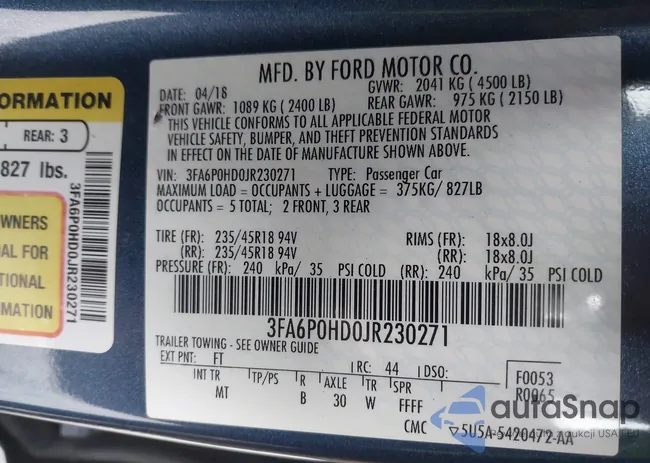 MFD. BY FORD MOTOR CO.
DATE: 04/18 GVWR: 2041 KG ( 4500 LB)
FRONT GAWR: 1089 KG ( 2400 LB) REAR GAWR: 975 KG ( 2150 LB)
THIS VEHICLE CONFORMS TO ALL APPLICABLE FEDERAL MOTOR
VEHICLE SAFETY, BUMPER, AND THEFT PREVENTION STANDARDS
IN EFFECT ON THE DATE OF MANUFACTURE SHOWN ABOVE.
VIN: 3FA6P0HD0JR230271 TYPE: Passenger Car
MAXIMUM LOAD = OCCUPANTS + LUGGAGE = 375KG/ 827LB
OCCUPANTS = 5 TOTAL; 2 FRONT, 3 REAR
TIRE (FR): 235/45R18 94V RIMS (FR): 18x8.0J
(RR): 235/45R18 94V (RR): 18x8.0J
PRESSURE (FR): 240 kPa/ 35 PSI COLD (RR): 240 kPa/ 35 PSI COLD
3FA6P0HD0JR230271
TRAILER TOWING - SEE OWNER GUIDE
EXT PNT: FT RC: 44 DSO: F0053
R0065
INT TR TP/PS R AXLE TR SPR
MT B 30 W FFFF
CMC 5U5A-5420472-AA
ORMATION
REAR: 3
827 lbs.
WNERS
AL FOR
TIONAL
MATION
3FA6P0HD0JR230271
autoSnap
aukcji USA